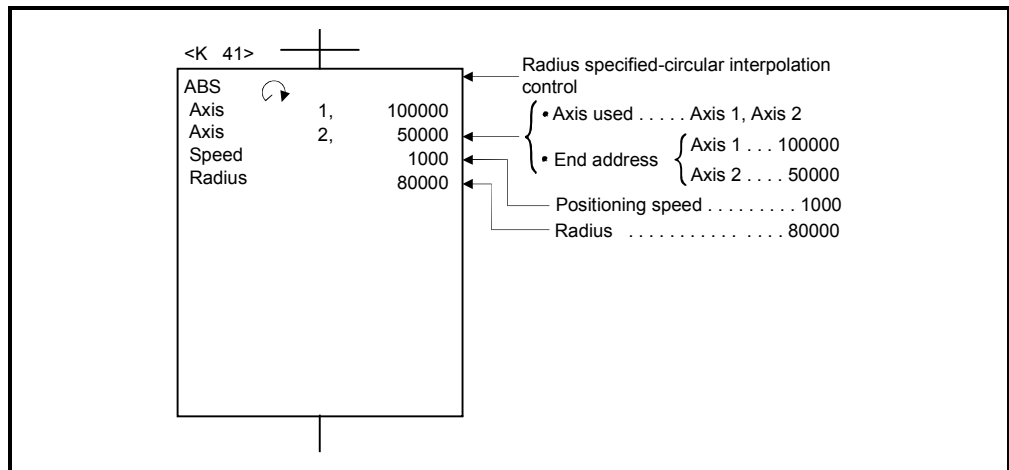 <K 41>
ABS
Axis 1, 100000
Axis 2, 50000
Speed 1000
Radius 80000
Radius specified-circular interpolation
control
• Axis used . . . . . Axis 1, Axis 2
• End address
Axis 1 . . . 100000
Axis 2 . . . . 50000
Positioning speed . . . . . . . . . 1000
Radius . . . . . . . . . . . . . . . 80000